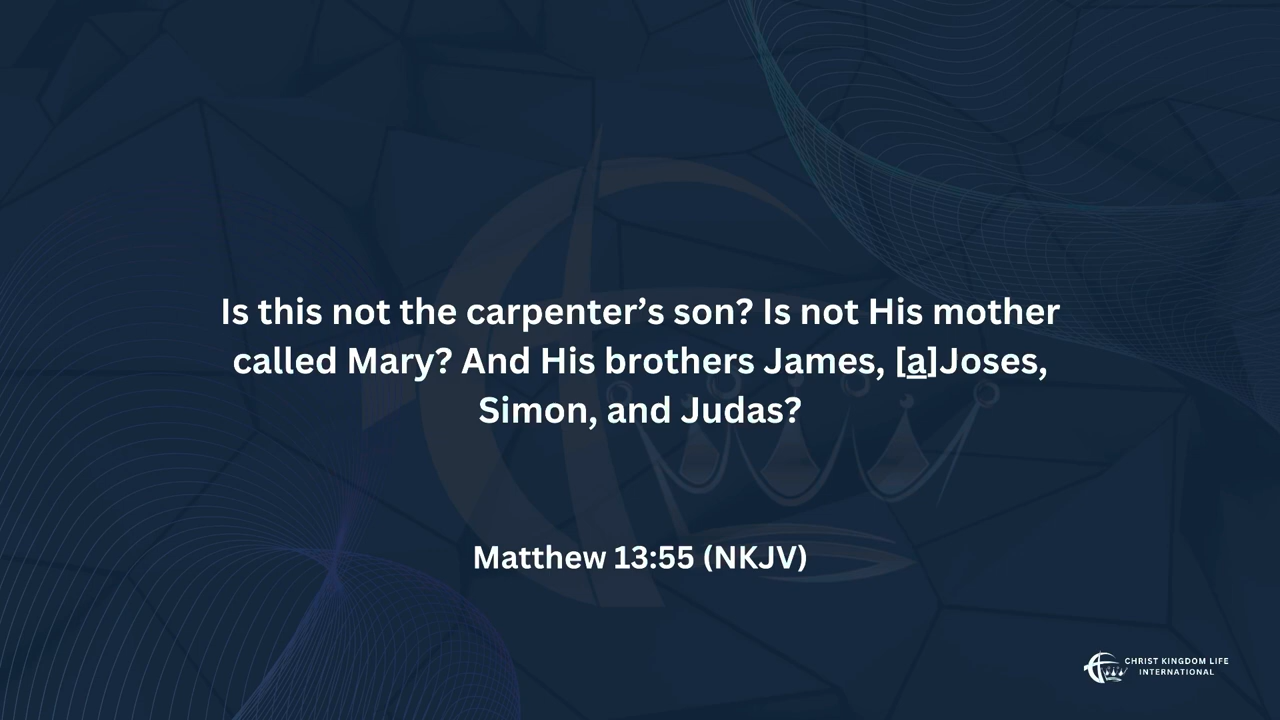 Is this not the carpenter’s son? Is not His mother
called Mary? And His brothers James, [a]Joses,
Simon, and Judas?
Matthew 13:55 (NKJV)
CHRIST KINGDOM LIFE
INTERNATIONAL